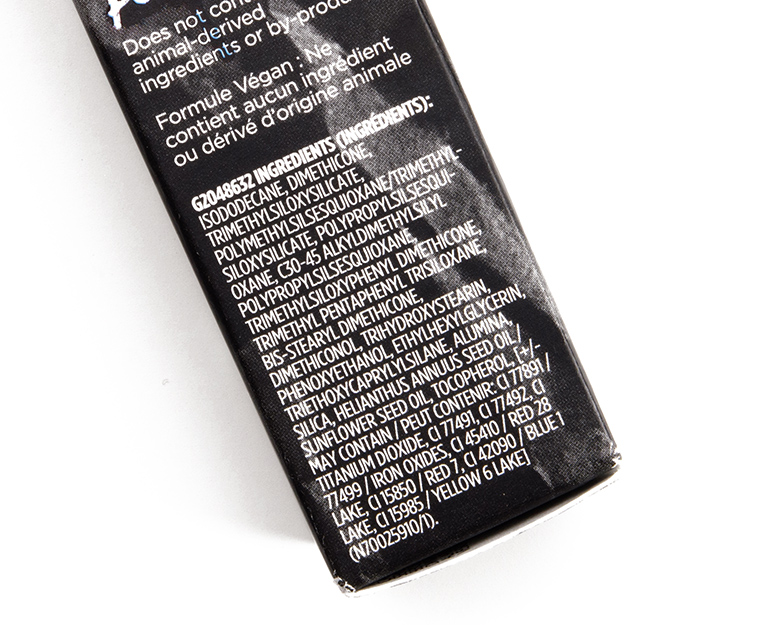 Does not cont
animal-derived
ingredients or by-produ
Formule Végan : Ne
contient aucun ingrédient
ou dérivé d'origine animale
G2048632 INGREDIENTS (INGRÉDIENTS):
ISODODECANE, DIMETHICONE,
TRIMETHYLSILOXYSILICATE,
POLYMETHYLSILSESQUIOXANE/TRIMETHYL-
SILOXYSILICATE, POLYPROPYLSILSESQUI-
OXANE, C30-45 ALKYLDIMETHYLSILYL
POLYPROPYLSILSESQUIOXANE,
TRIMETHYLSILOXYPHENYL DIMETHICONE,
TRIMETHYL PENTAPHENYL TRISILOXANE,
BIS-STEARYL DIMETHICONE,
DIMETHICONOL, TRIHYDROXYSTEARIN,
PHENOXYETHANOL, ETHYLHEXYLGLYCERIN,
TRIETHOXYCAPRYLYLSILANE, ALUMINA,
SILICA, HELIANTHUS ANNUUS SEED OIL /
SUNFLOWER SEED OIL, TOCOPHEROL, [+/-
MAY CONTAIN / PEUT CONTENIR: CI 77891 /
TITANIUM DIOXIDE, CI 77491, CI 77492, CI
77499 / IRON OXIDES, CI 45410 / RED 28
LAKE, CI 15850 / RED 7, CI 42090 / BLUE 1
LAKE, CI 15985 / YELLOW 6 LAKE]
(N70025910/1).